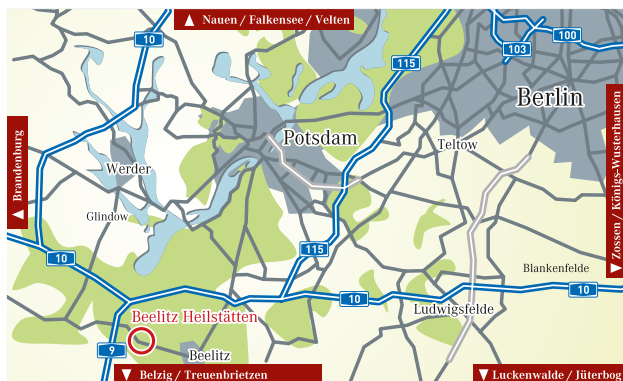 ▲ Nauen / Falkensee / Velten
10
100
103
115
Berlin
Potsdam
Teltow
Werder
▲ Brandenburg
▼ Zossen / Königs-Wusterhausen
Glindow
115
10
Blankenfelde
10
10
Ludwigsfelde
Beelitz Heilstätten
9
Beelitz
▼ Belzig / Treuenbrietzen
▼ Luckenwalde / Jüterbog